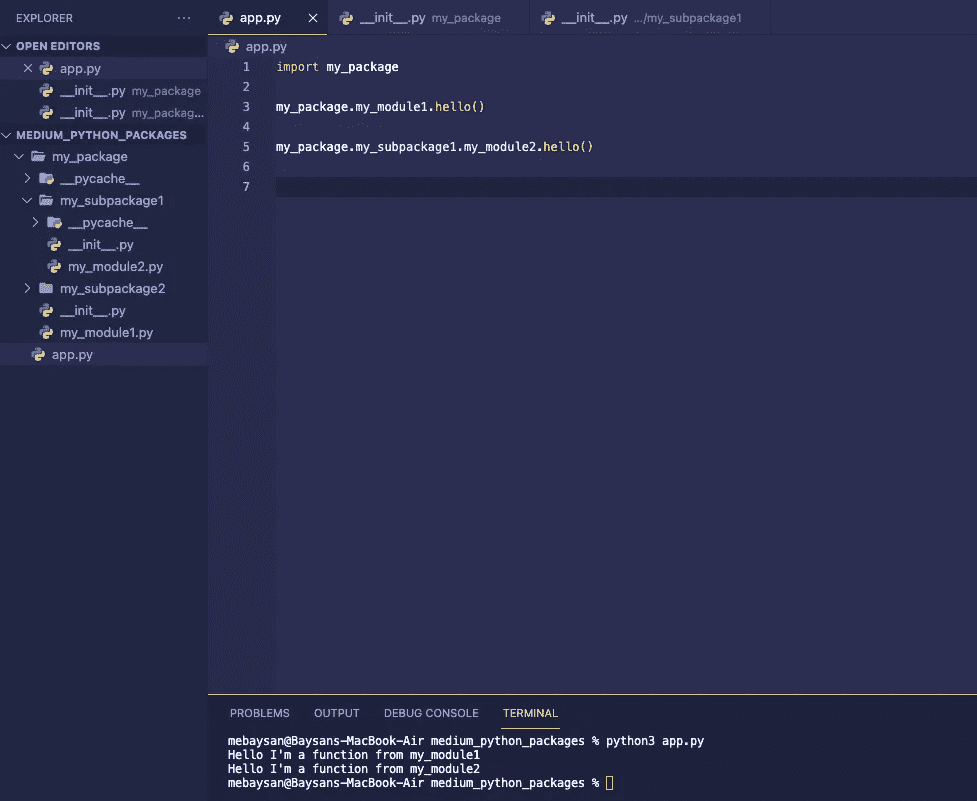 EXPLORER ···
OPEN EDITORS
app.py
__init__.py my_package
__init__.py my_packag...
MEDIUM_PYTHON_PACKAGES
my_package
__pycache__
my_subpackage1
__pycache__
__init__.py
my_module2.py
my_subpackage2
__init__.py
my_module1.py
app.py
app.py __init__.py my_package __init__.py .../my_subpackage1
app.py
1 import my_package
2
3 my_package.my_module1.hello()
4
5 my_package.my_subpackage1.my_module2.hello()
6
7
PROBLEMS OUTPUT DEBUG CONSOLE TERMINAL
mebaysan@Baysans-MacBook-Air medium_python_packages % python3 app.py
Hello I'm a function from my_module1
Hello I'm a function from my_module2
mebaysan@Baysans-MacBook-Air medium_python_packages %